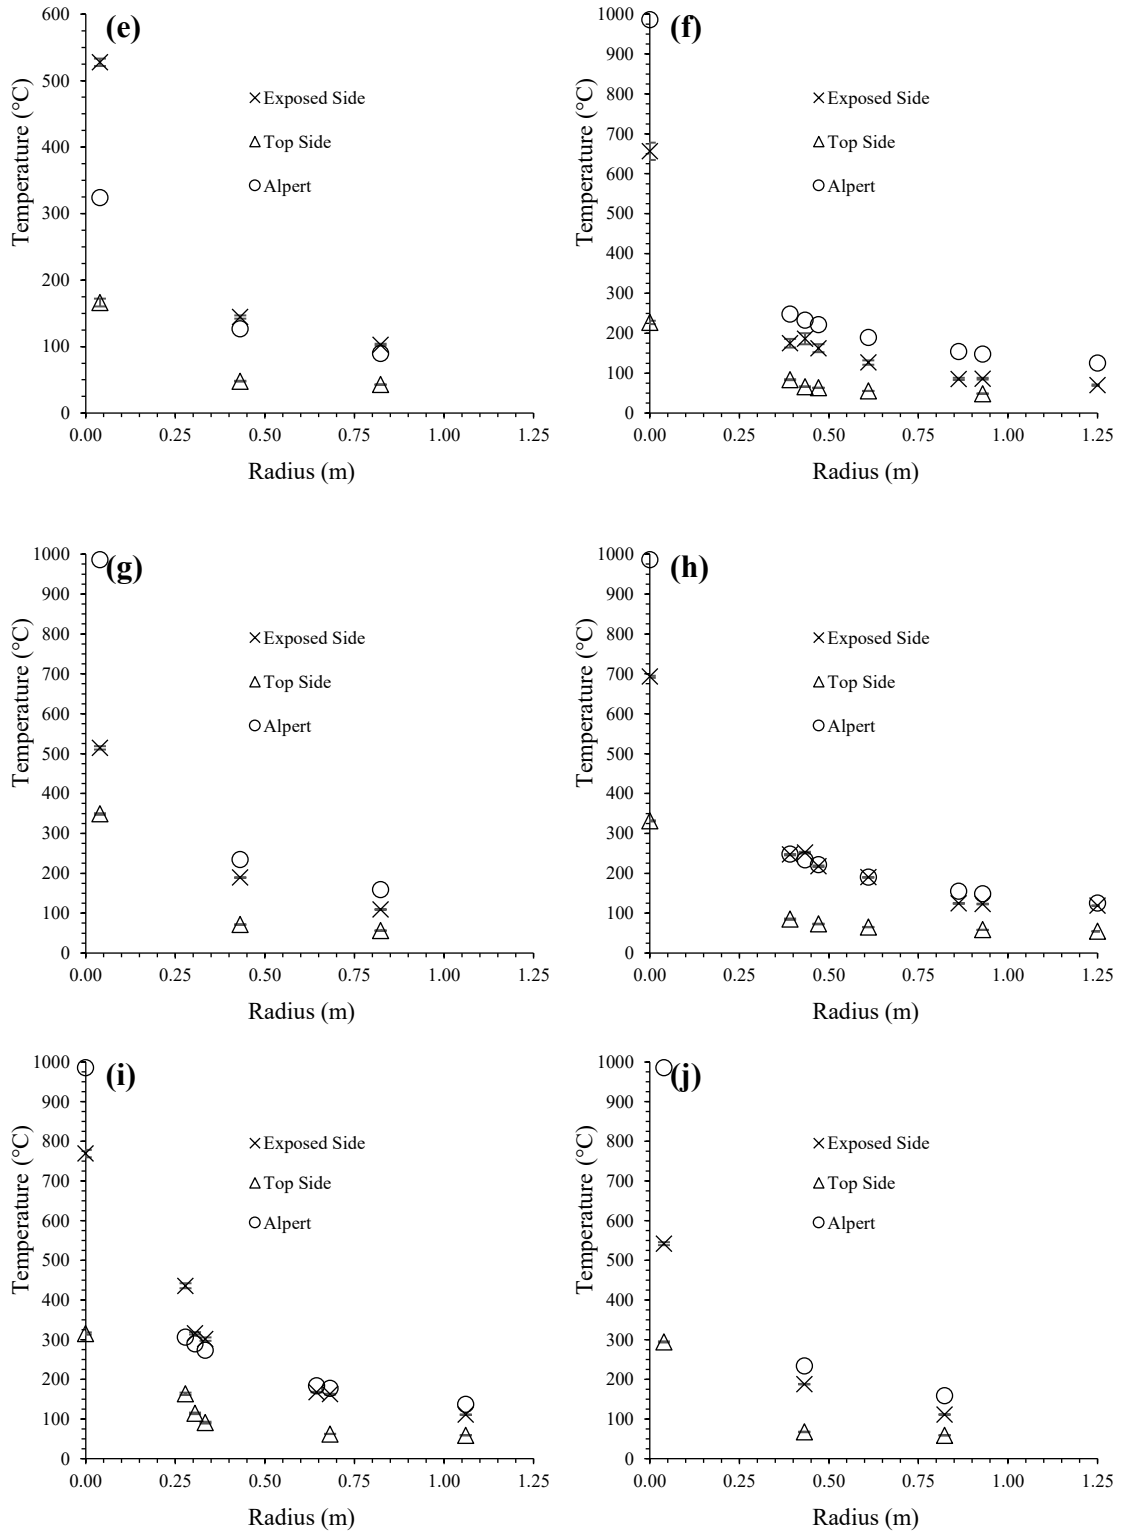 (e)
600
500
400
300
200
100
0
Temperature (°C)
Exposed Side
Top Side
Alpert
0.00 0.25 0.50 0.75 1.00 1.25
Radius (m)
(f)
1000
900
800
700
600
500
400
300
200
100
0
Temperature (°C)
Exposed Side
Top Side
Alpert
0.00 0.25 0.50 0.75 1.00 1.25
Radius (m)
(g)
1000
900
800
700
600
500
400
300
200
100
0
Temperature (°C)
Exposed Side
Top Side
Alpert
0.00 0.25 0.50 0.75 1.00 1.25
Radius (m)
(h)
1000
900
800
700
600
500
400
300
200
100
0
Temperature (°C)
Exposed Side
Top Side
Alpert
0.00 0.25 0.50 0.75 1.00 1.25
Radius (m)
(i)
1000
900
800
700
600
500
400
300
200
100
0
Temperature (°C)
Exposed Side
Top Side
Alpert
0.00 0.25 0.50 0.75 1.00 1.25
Radius (m)
(j)
1000
900
800
700
600
500
400
300
200
100
0
Temperature (°C)
Exposed Side
Top Side
Alpert
0.00 0.25 0.50 0.75 1.00 1.25
Radius (m)